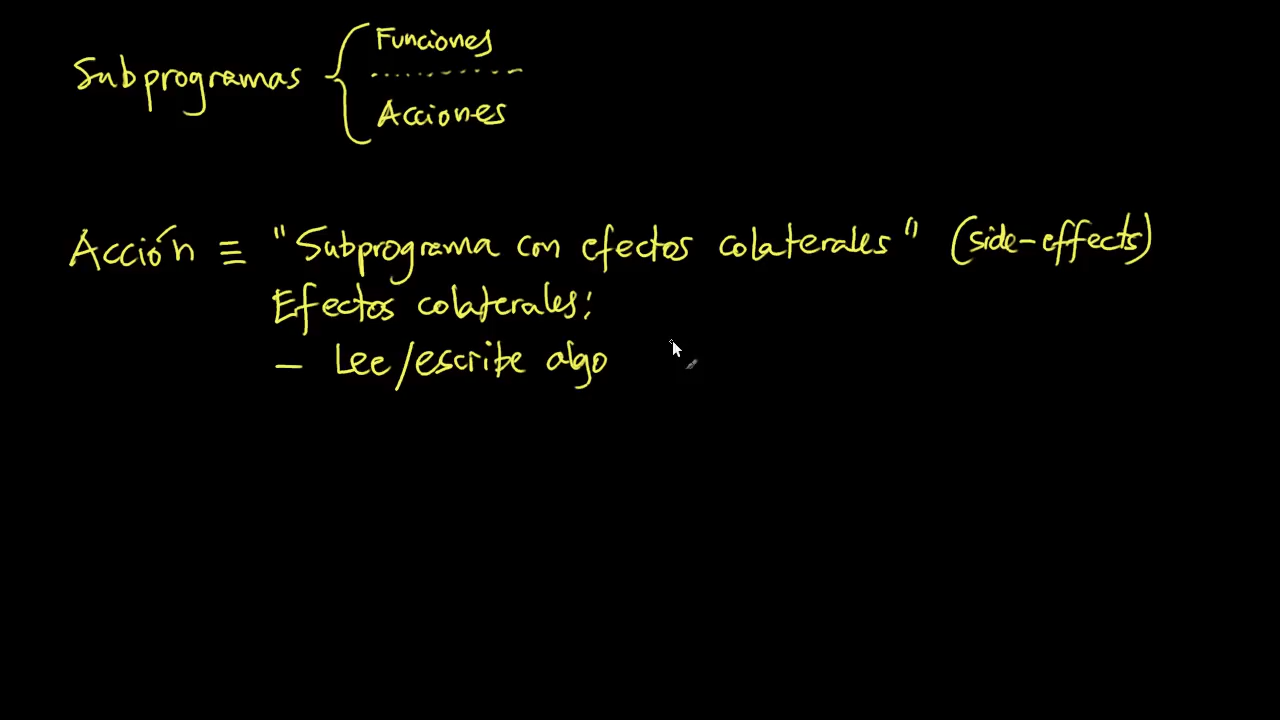 Subprogramas { Funciones
Acciones
Acción ≡ "Subprograma con efectos colaterales" (side-effects)
Efectos colaterales:
- Lee/escribe algo